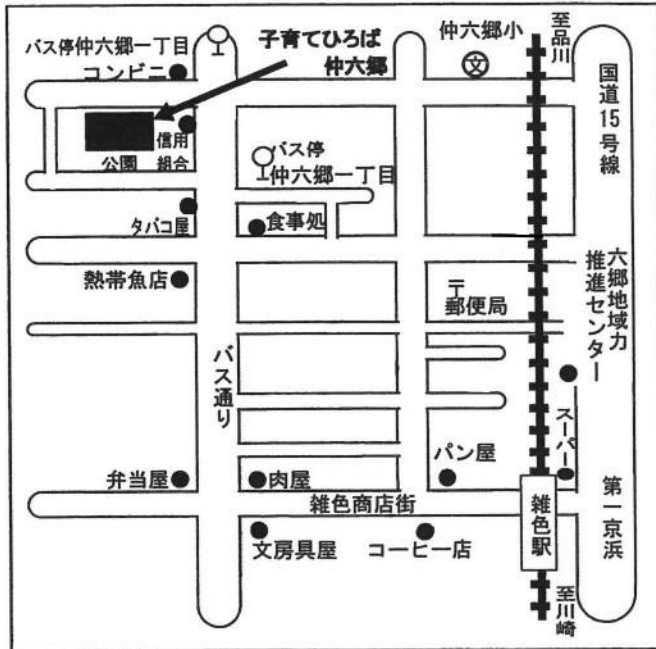 バス停仲六郷一丁目
コンビニ
子育てひろば
仲六郷
仲六郷小
文
至品川
国道15号線
信用
組合
公園
バス停
仲六郷一丁目
タバコ屋
食事処
熱帯魚店
〒
郵便局
六郷地域力
推進センター
バス通り
スーパー
弁当屋
肉屋
パン屋
雑色商店街
雑色駅
第一京浜
文房具屋
コーヒー店
至川崎